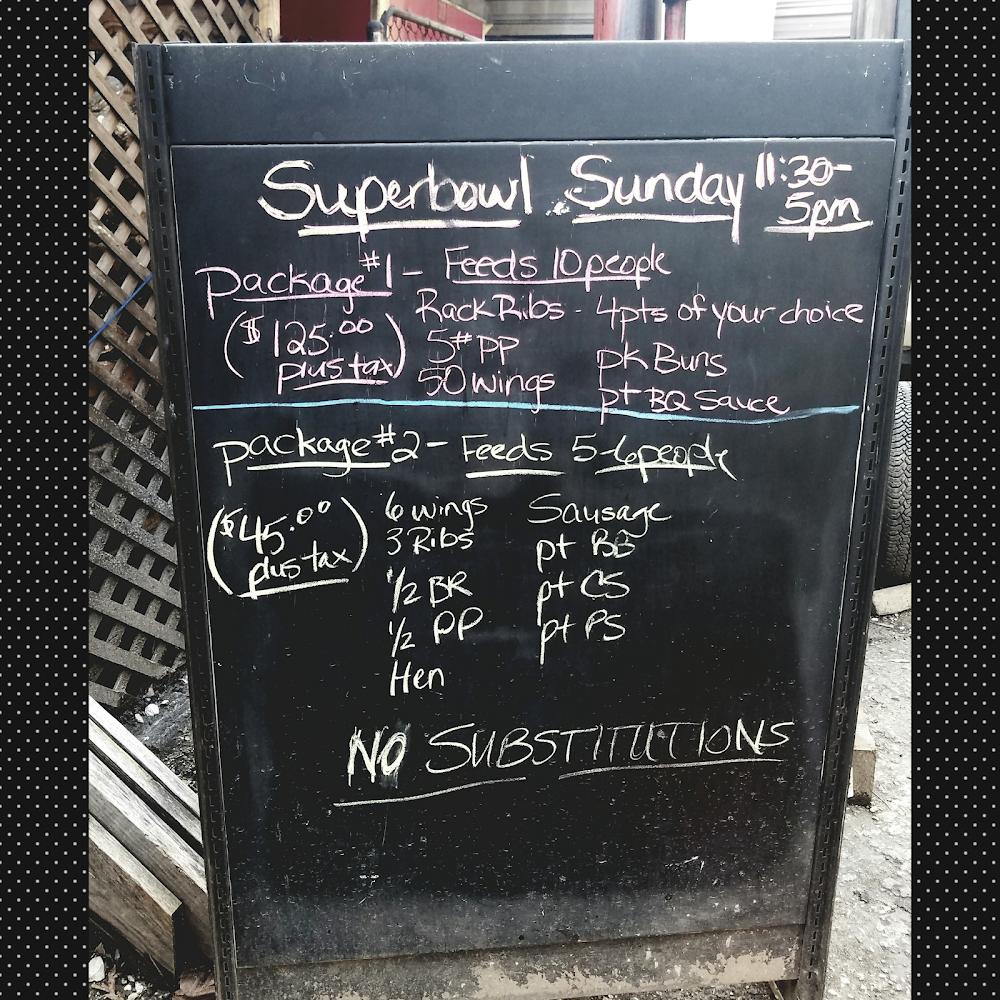 Superbowl Sunday 11:30-
5pm
package #1 - Feeds 10 people
($125.00
plus tax)
Rack Ribs - 4pts of your choice
5# PP pk Buns
50 wings pt BQ Sauce
package #2 - Feeds 5-6 people
($45.00
plus tax)
6 wings Sausage
3 Ribs pt BB
1/2 BR pt CS
1/2 PP pt PS
Hen
NO SUBSTITUTIONS